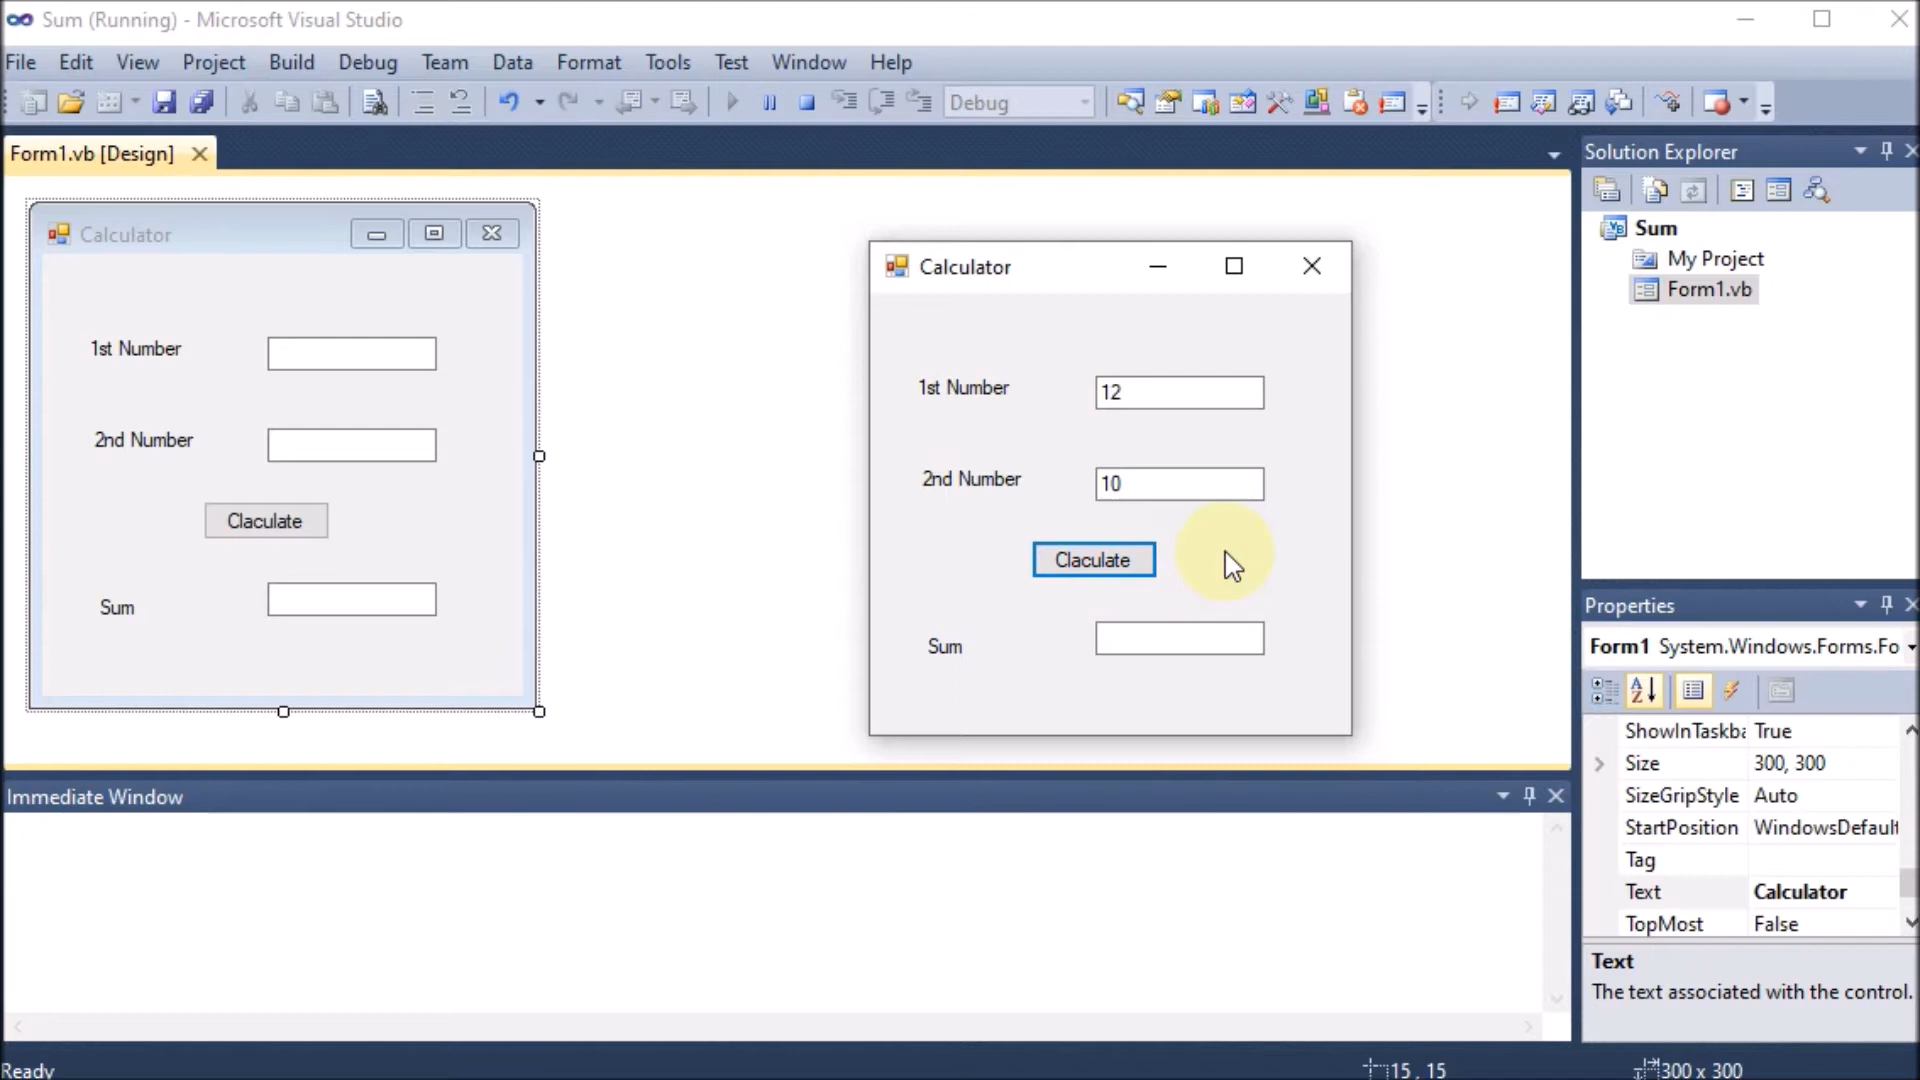 Sum (Running) - Microsoft Visual Studio
File Edit View Project Build Debug Team Data Format Tools Test Window Help
Debug
Form1.vb [Design]
Calculator
1st Number
2nd Number
Claculate
Sum
Calculator
1st Number 12
2nd Number 10
Claculate
Sum
Solution Explorer
Sum
My Project
Form1.vb
Properties
Form1 System.Windows.Forms.Fo
ShowInTaskba True
Size 300, 300
SizeGripStyle Auto
StartPosition WindowsDefault
Tag
Text Calculator
TopMost False
Text
The text associated with the control.
Immediate Window
Ready 15 , 15 300 x 300